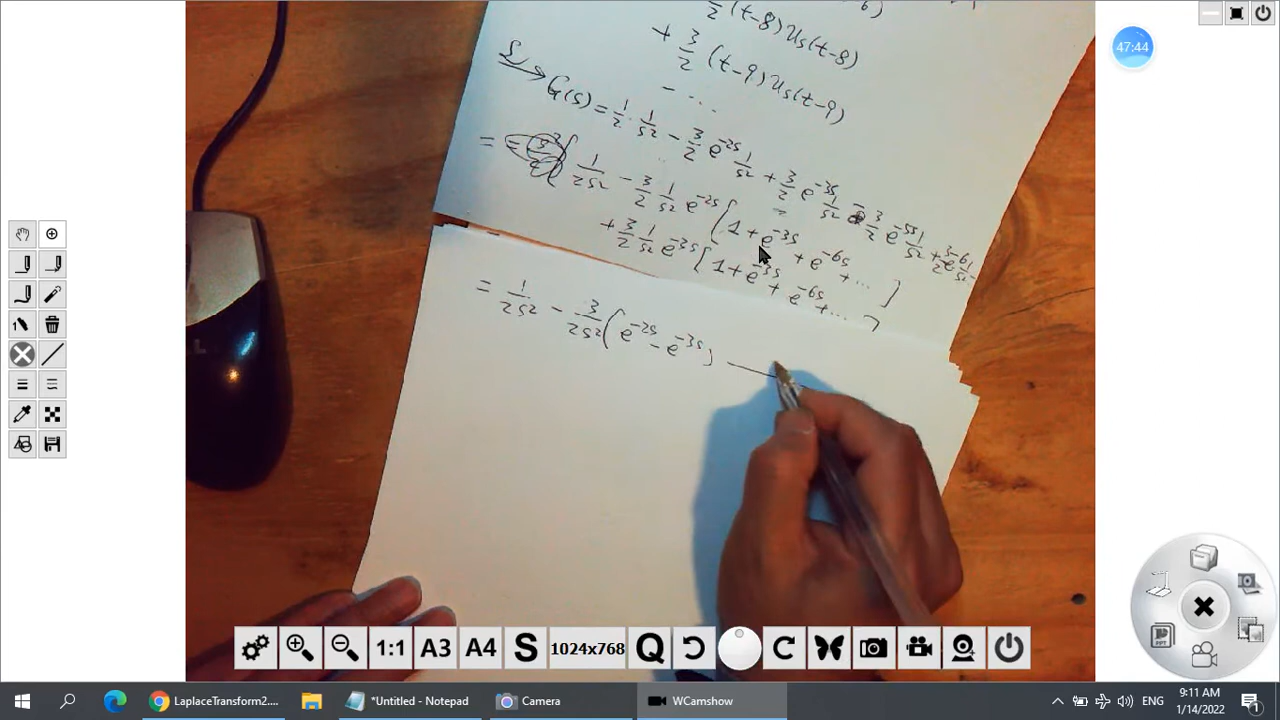 47:44
3/2 (t-8) u_s(t-8)
+ 3/2 (t-9) u_s(t-9)
- ...
ℒ → G(s) = 1/2 · 1/s² - 3/2 e^{-2s} 1/s² + 3/2 e^{-3s} 1/s² - 3/2 e^{-5s} 1/s² + 3/2 e^{-6s} 1/s² -
= 1/2s² - 3/2 1/s² e^{-2s} [1 + e^{-3s} + e^{-6s} + ... ]
+ 3/2 1/s² e^{-3s} [1 + e^{-3s} + e^{-6s} + ... ]
= 1/2s² - 3/2s² (e^{-2s} - e^{-3s})
1:1 A3 A4 S 1024x768 Q C
PPT
LaplaceTransform2.... *Untitled - Notepad Camera WCamshow ENG 9:11 AM
1/14/2022 1